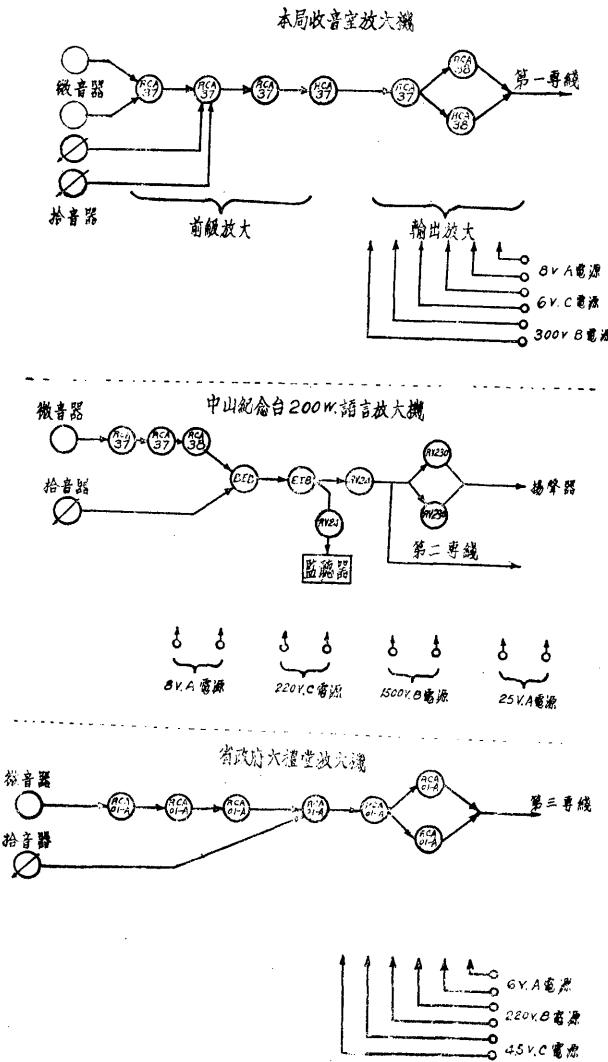 本局收音室放大機
微音器
RCA 37
RCA 37
RCA 37
RCA 37
RCA 37
RCA 38
RCA 38
第一專綫
拾音器
前級放大
輸出放大
8V A電源
6V. C電源
300V B電源
中山紀念台200W.語言放大機
微音器
RCA 37
RCA 37
RCA 38
拾音器
RV230
RV230
揚聲器
第二專綫
監聽器
8V. A電源
220V. C電源
1500V. B電源
25V. A電源
省政府大禮堂放大機
微音器
RCA 01-A
RCA 01-A
RCA 01-A
RCA 01-A
RCA 01-A
RCA 01-A
RCA 01-A
第三專綫
拾音器
6V. A電源
220V. B電源
45V. C電源